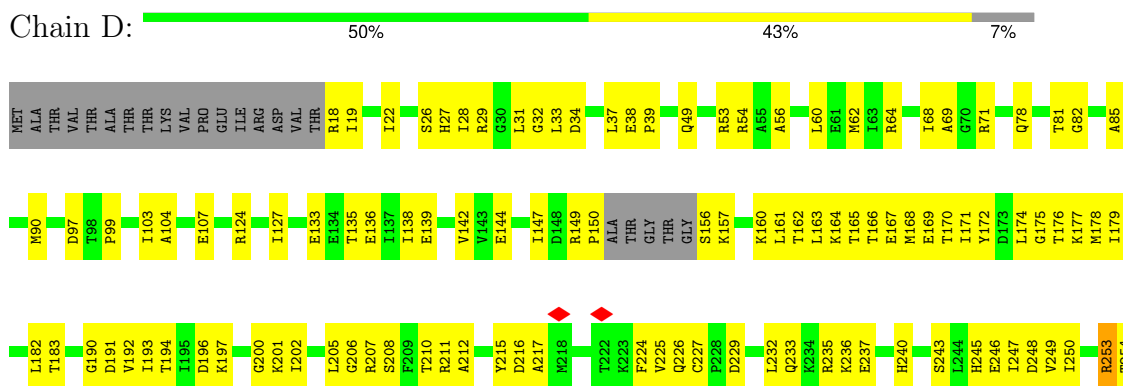 Chain D:
50% 43% 7%
MET ALA THR VAL THR ALA THR THR LYS VAL PRO GLU ILE ARG ASP VAL THR R18 I19 I22 S26 H27 I28 R29 G30 L31 G32 L33 D34 L37 E38 P39 Q49 R53 R54 A55 A56 L60 E61 M62 I63 R64 I68 A69 G70 R71 Q78 T81 G82 A85
M90 D97 T98 P99 I103 A104 E107 R124 I127 E133 E134 T135 E136 I137 I138 E139 V142 V143 E144 I147 D148 R149 P150 ALA THR GLY THR GLY S156 K157 K160 L161 T162 L163 K164 T165 T166 E167 M168 E169 T170 I171 Y172 D173 L174 G175 T176 K177 M178 I179
L182 T183 G190 D191 V192 I193 T194 I195 D196 K197 G200 K201 I202 L205 G206 R207 S208 F209 T210 R211 A212 Y215 D216 A217 M218 T222 K223 F224 V225 Q226 C227 P228 D229 L232 Q233 K234 R235 K236 E237 H240 S243 L244 H245 E246 I247 D248 V249 I250 R253